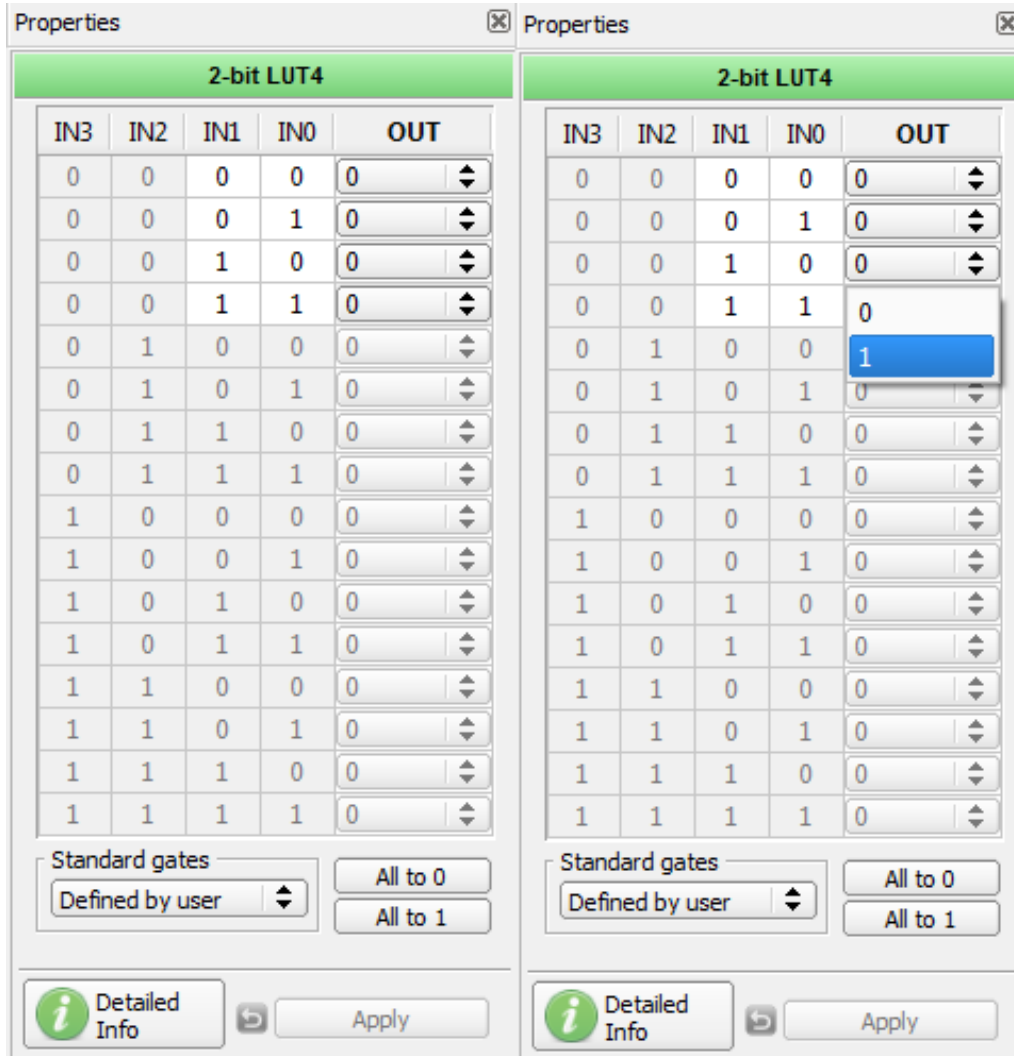 Properties
2-bit LUT4
IN3 IN2 IN1 IN0 OUT
0 0 0 0 0
0 0 0 1 0
0 0 1 0 0
0 0 1 1 0
0 1 0 0 0
0 1 0 1 0
0 1 1 0 0
0 1 1 1 0
1 0 0 0 0
1 0 0 1 0
1 0 1 0 0
1 0 1 1 0
1 1 0 0 0
1 1 0 1 0
1 1 1 0 0
1 1 1 1 0
Standard gates
Defined by user
All to 0
All to 1
Detailed
Info
Apply
Properties
2-bit LUT4
IN3 IN2 IN1 IN0 OUT
0 0 0 0 0
0 0 0 1 0
0 0 1 0 0
0 0 1 1 0
0 1 0 0 1
0 1 0 1 0
0 1 1 0 0
0 1 1 1 0
1 0 0 0 0
1 0 0 1 0
1 0 1 0 0
1 0 1 1 0
1 1 0 0 0
1 1 0 1 0
1 1 1 0 0
1 1 1 1 0
Standard gates
Defined by user
All to 0
All to 1
Detailed
Info
Apply